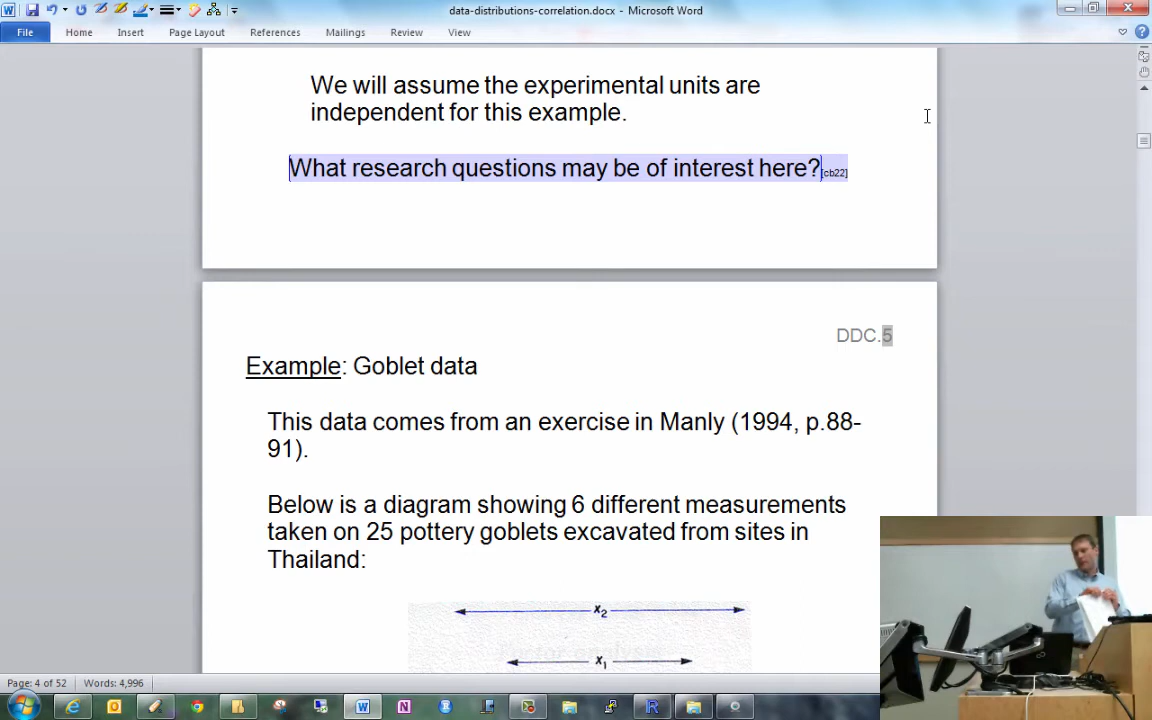 data-distributions-correlation.docx - Microsoft Word
File Home Insert Page Layout References Mailings Review View
We will assume the experimental units are
independent for this example.
What research questions may be of interest here?[cb22]
DDC.5
Example: Goblet data
This data comes from an exercise in Manly (1994, p.88-
91).
Below is a diagram showing 6 different measurements
taken on 25 pottery goblets excavated from sites in
Thailand:
x2
x1
Page: 4 of 52 Words: 4,996